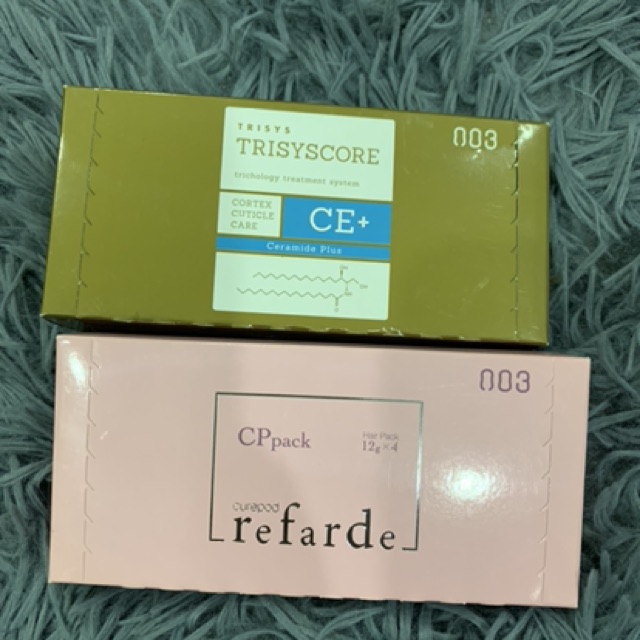 TRISYS
TRISYSCORE
trichology treatment system
CORTEX
CUTICLE
CARE
CE+
Ceramide Plus
003
003
CPpack
Hair Pack
12g×4
curapod
refarde